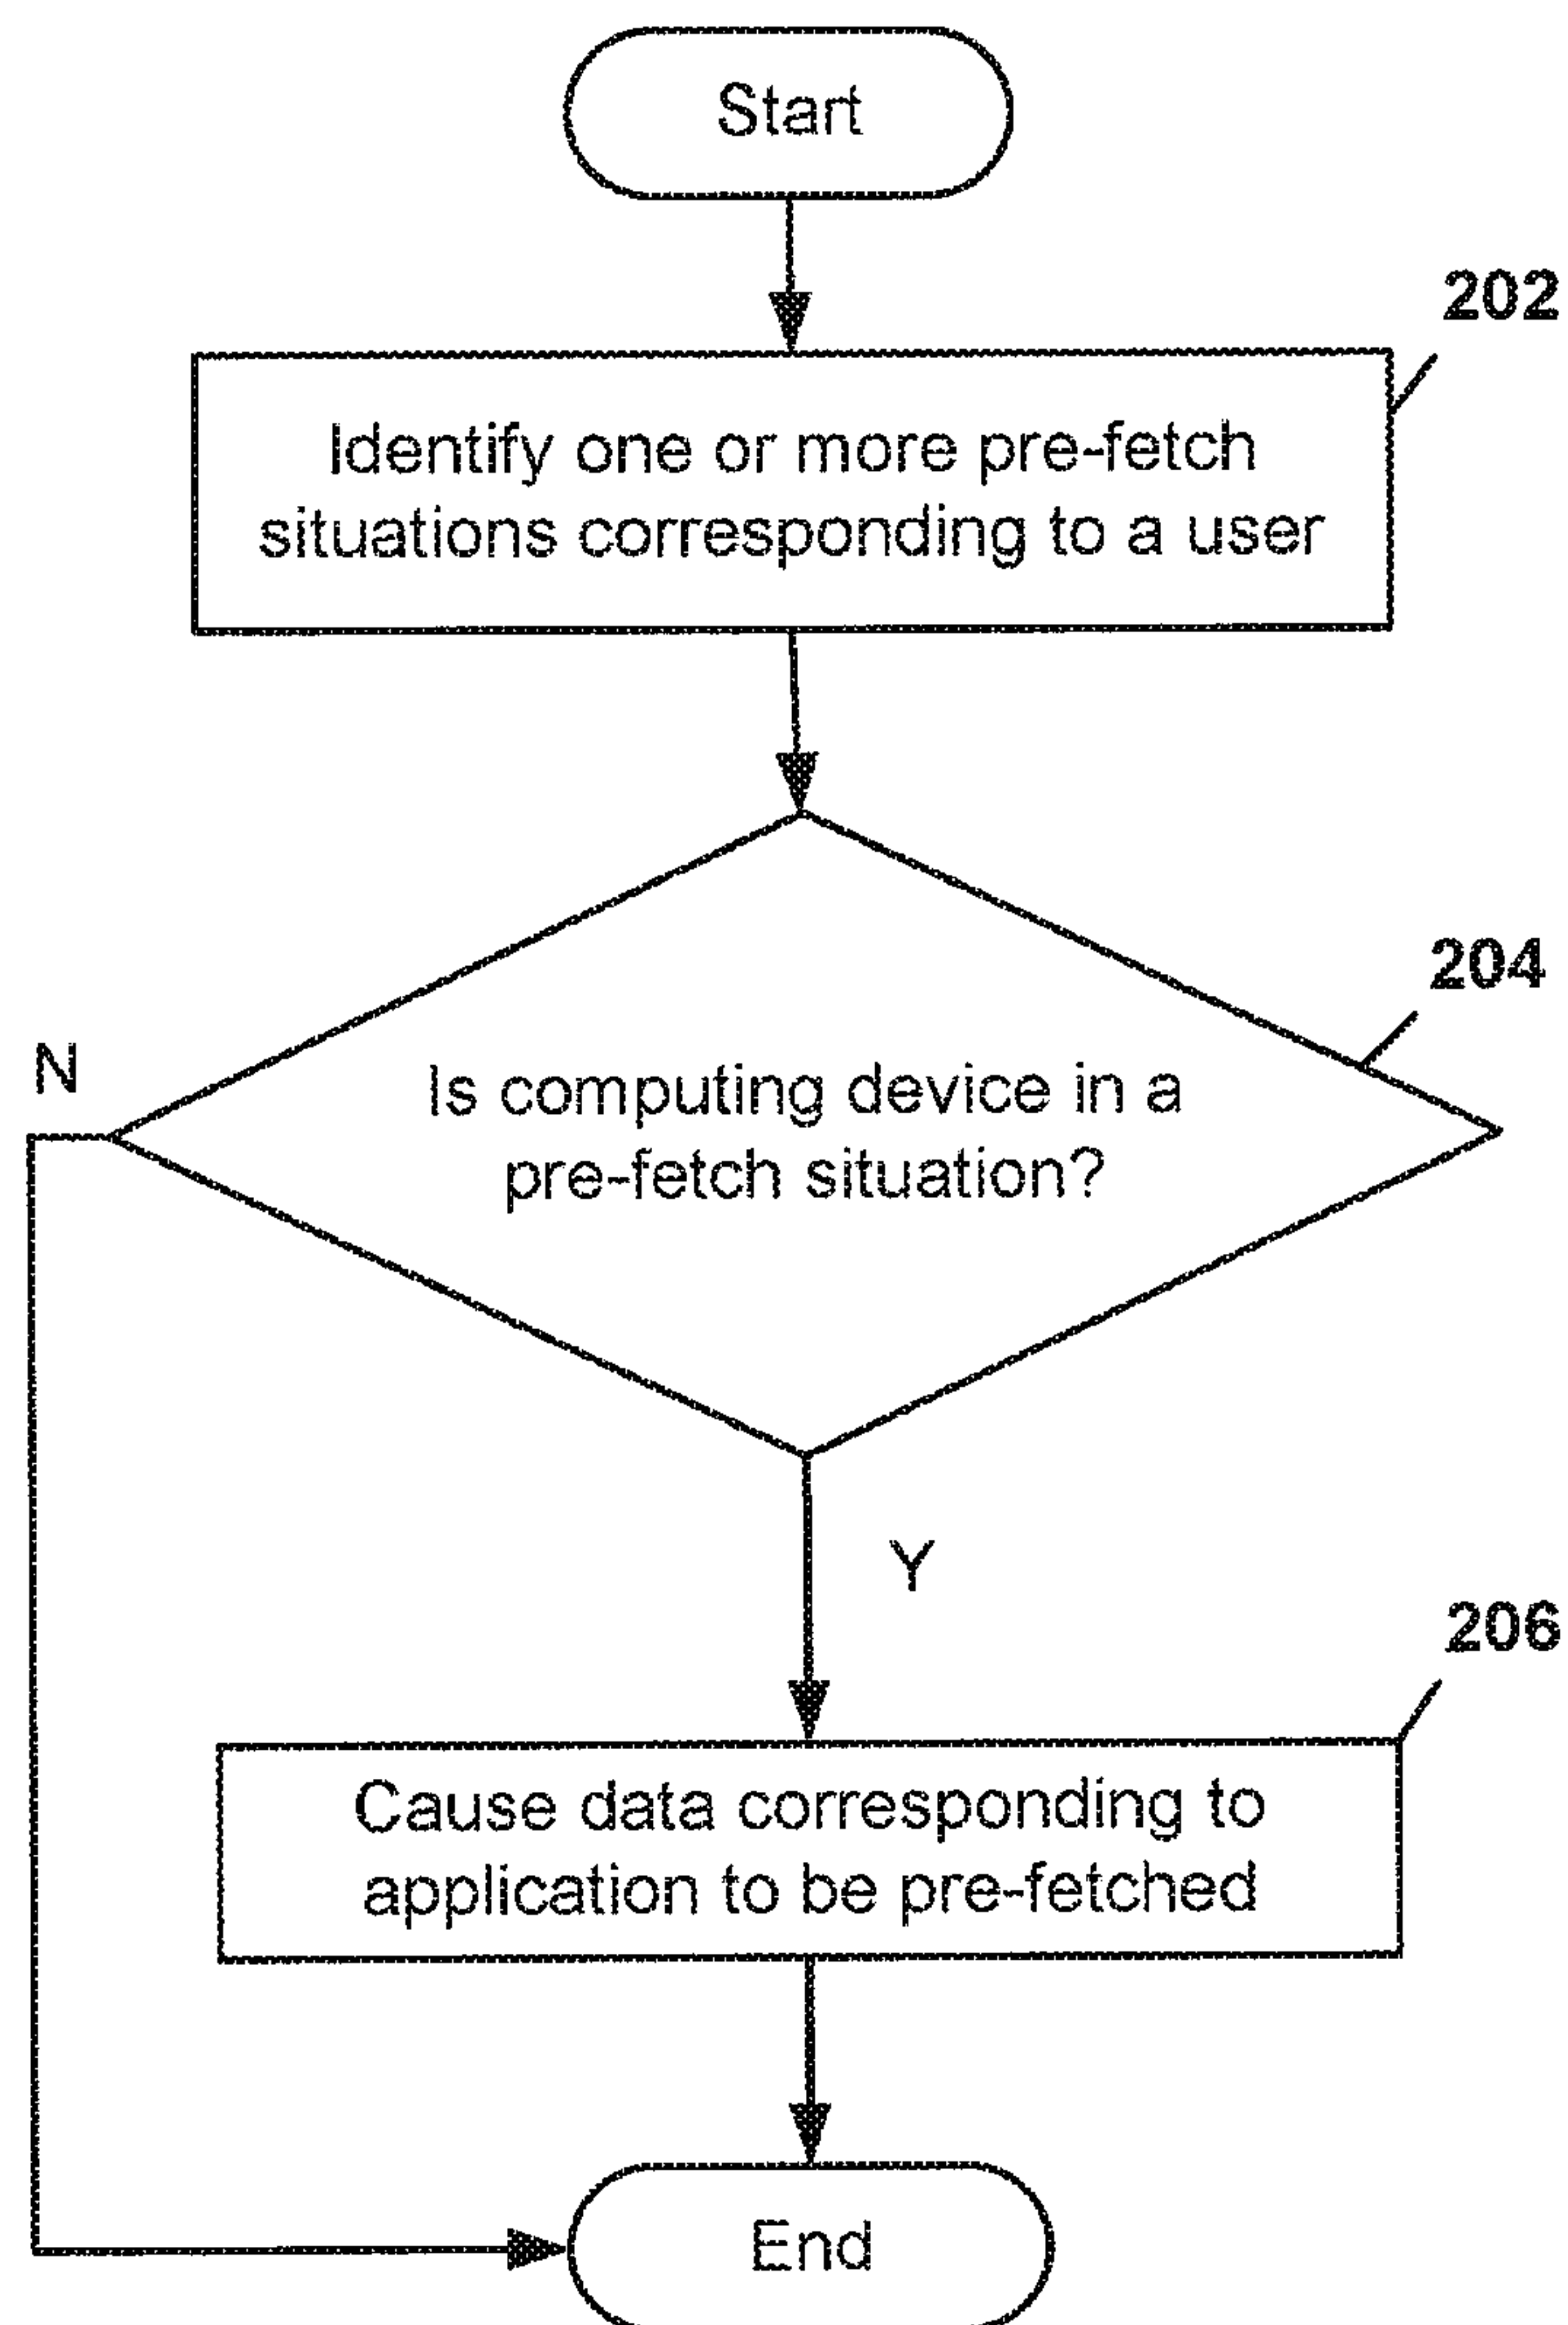 Start
202
Identify one or more pre-fetch
situations corresponding to a user
204
N
Is computing device in a
pre-fetch situation?
Y
206
Cause data corresponding to
application to be pre-fetched
End